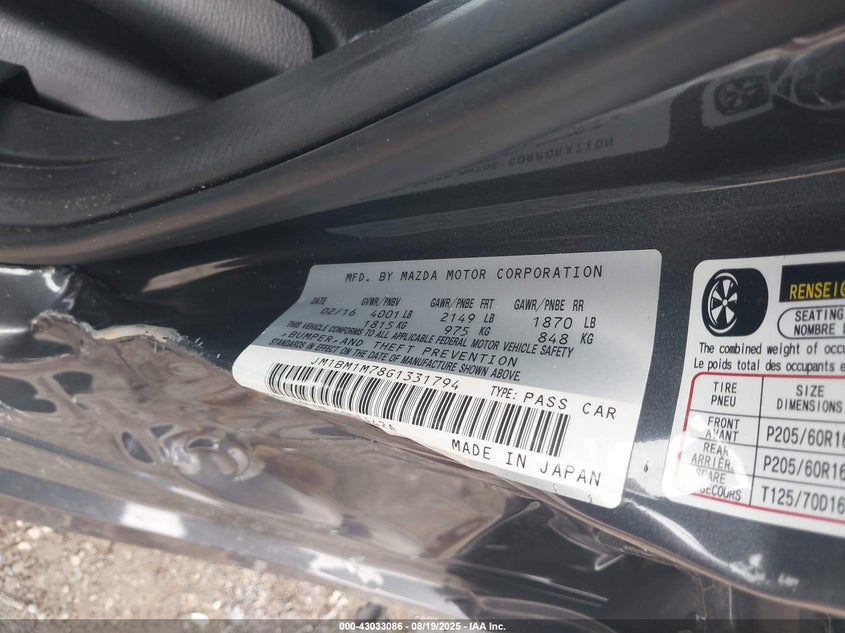 MFD. BY MAZDA MOTOR CORPORATION
DATE GVWR/PNBV GAWR/PNBE FRT GAWR/PNBE RR
02/16 4001 LB 2149 LB 1870 LB
1815 KG 975 KG 848 KG
THIS VEHICLE CONFORMS TO ALL APPLICABLE FEDERAL MOTOR VEHICLE SAFETY
, BUMPER, AND THEFT PREVENTION
STANDARDS IN EFFECT ON THE DATE OF MANUFACTURE SHOWN ABOVE.
JM1BM1M78G1331794 TYPE: PASS CAR
MADE IN JAPAN
RENSEIG
SEATING
NOMBRE D
The combined weight of occu
Le poids total des occupants e
TIRE
PNEU
SIZE
DIMENSIONS
FRONT
AVANT
P205/60R16
REAR
ARRIÈRE
P205/60R16
SPARE
SECOURS
T125/70D16
000-43033086 - 08/19/2025 - IAA Inc.